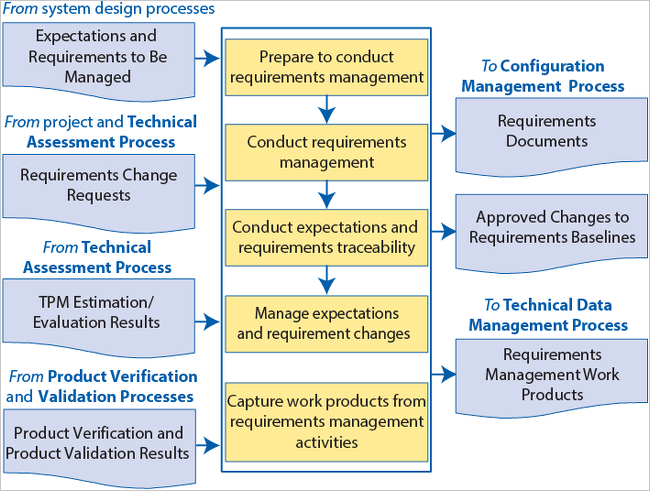 From system design processes
Expectations and
Requirements to Be
Managed
From project and Technical
Assessment Process
Requirements Change
Requests
From Technical
Assessment Process
TPM Estimation/
Evaluation Results
From Product Verification
and Validation Processes
Product Verification and
Product Validation Results
Prepare to conduct
requirements management
Conduct requirements
management
Conduct expectations and
requirements traceability
Manage expectations
and requirement changes
Capture work products from
requirements management
activities
To Configuration
Management Process
Requirements
Documents
Approved Changes to
Requirements Baselines
To Technical Data
Management Process
Requirements
Management Work
Products